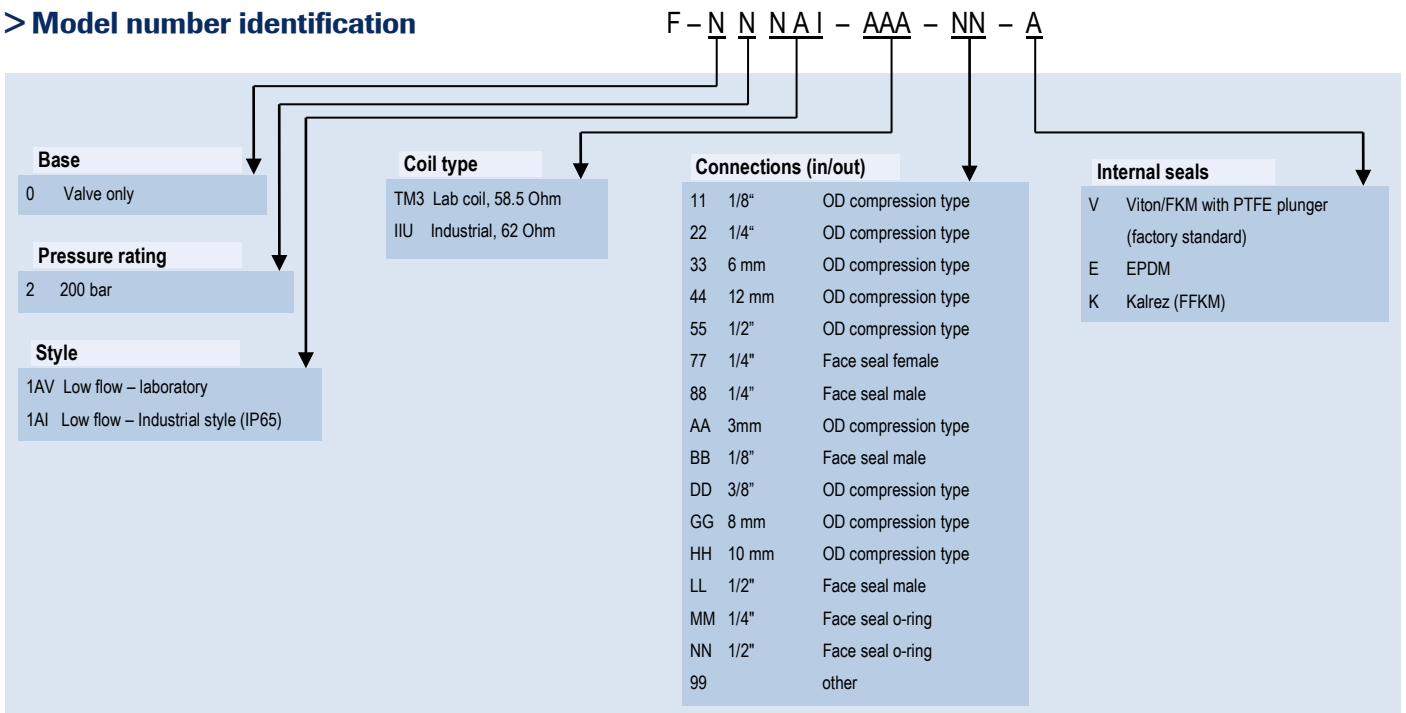 > Model number identification
F – N N N A I – AAA – NN – A
Base
0 Valve only
Pressure rating
2 200 bar
Style
1AV Low flow – laboratory
1AI Low flow – Industrial style (IP65)
Coil type
TM3 Lab coil, 58.5 Ohm
IIU Industrial, 62 Ohm
Connections (in/out)
11 1/8“ OD compression type
22 1/4“ OD compression type
33 6 mm OD compression type
44 12 mm OD compression type
55 1/2” OD compression type
77 1/4" Face seal female
88 1/4” Face seal male
AA 3mm OD compression type
BB 1/8” Face seal male
DD 3/8” OD compression type
GG 8 mm OD compression type
HH 10 mm OD compression type
LL 1/2" Face seal male
MM 1/4" Face seal o-ring
NN 1/2" Face seal o-ring
99 other
Internal seals
V Viton/FKM with PTFE plunger
(factory standard)
E EPDM
K Kalrez (FFKM)